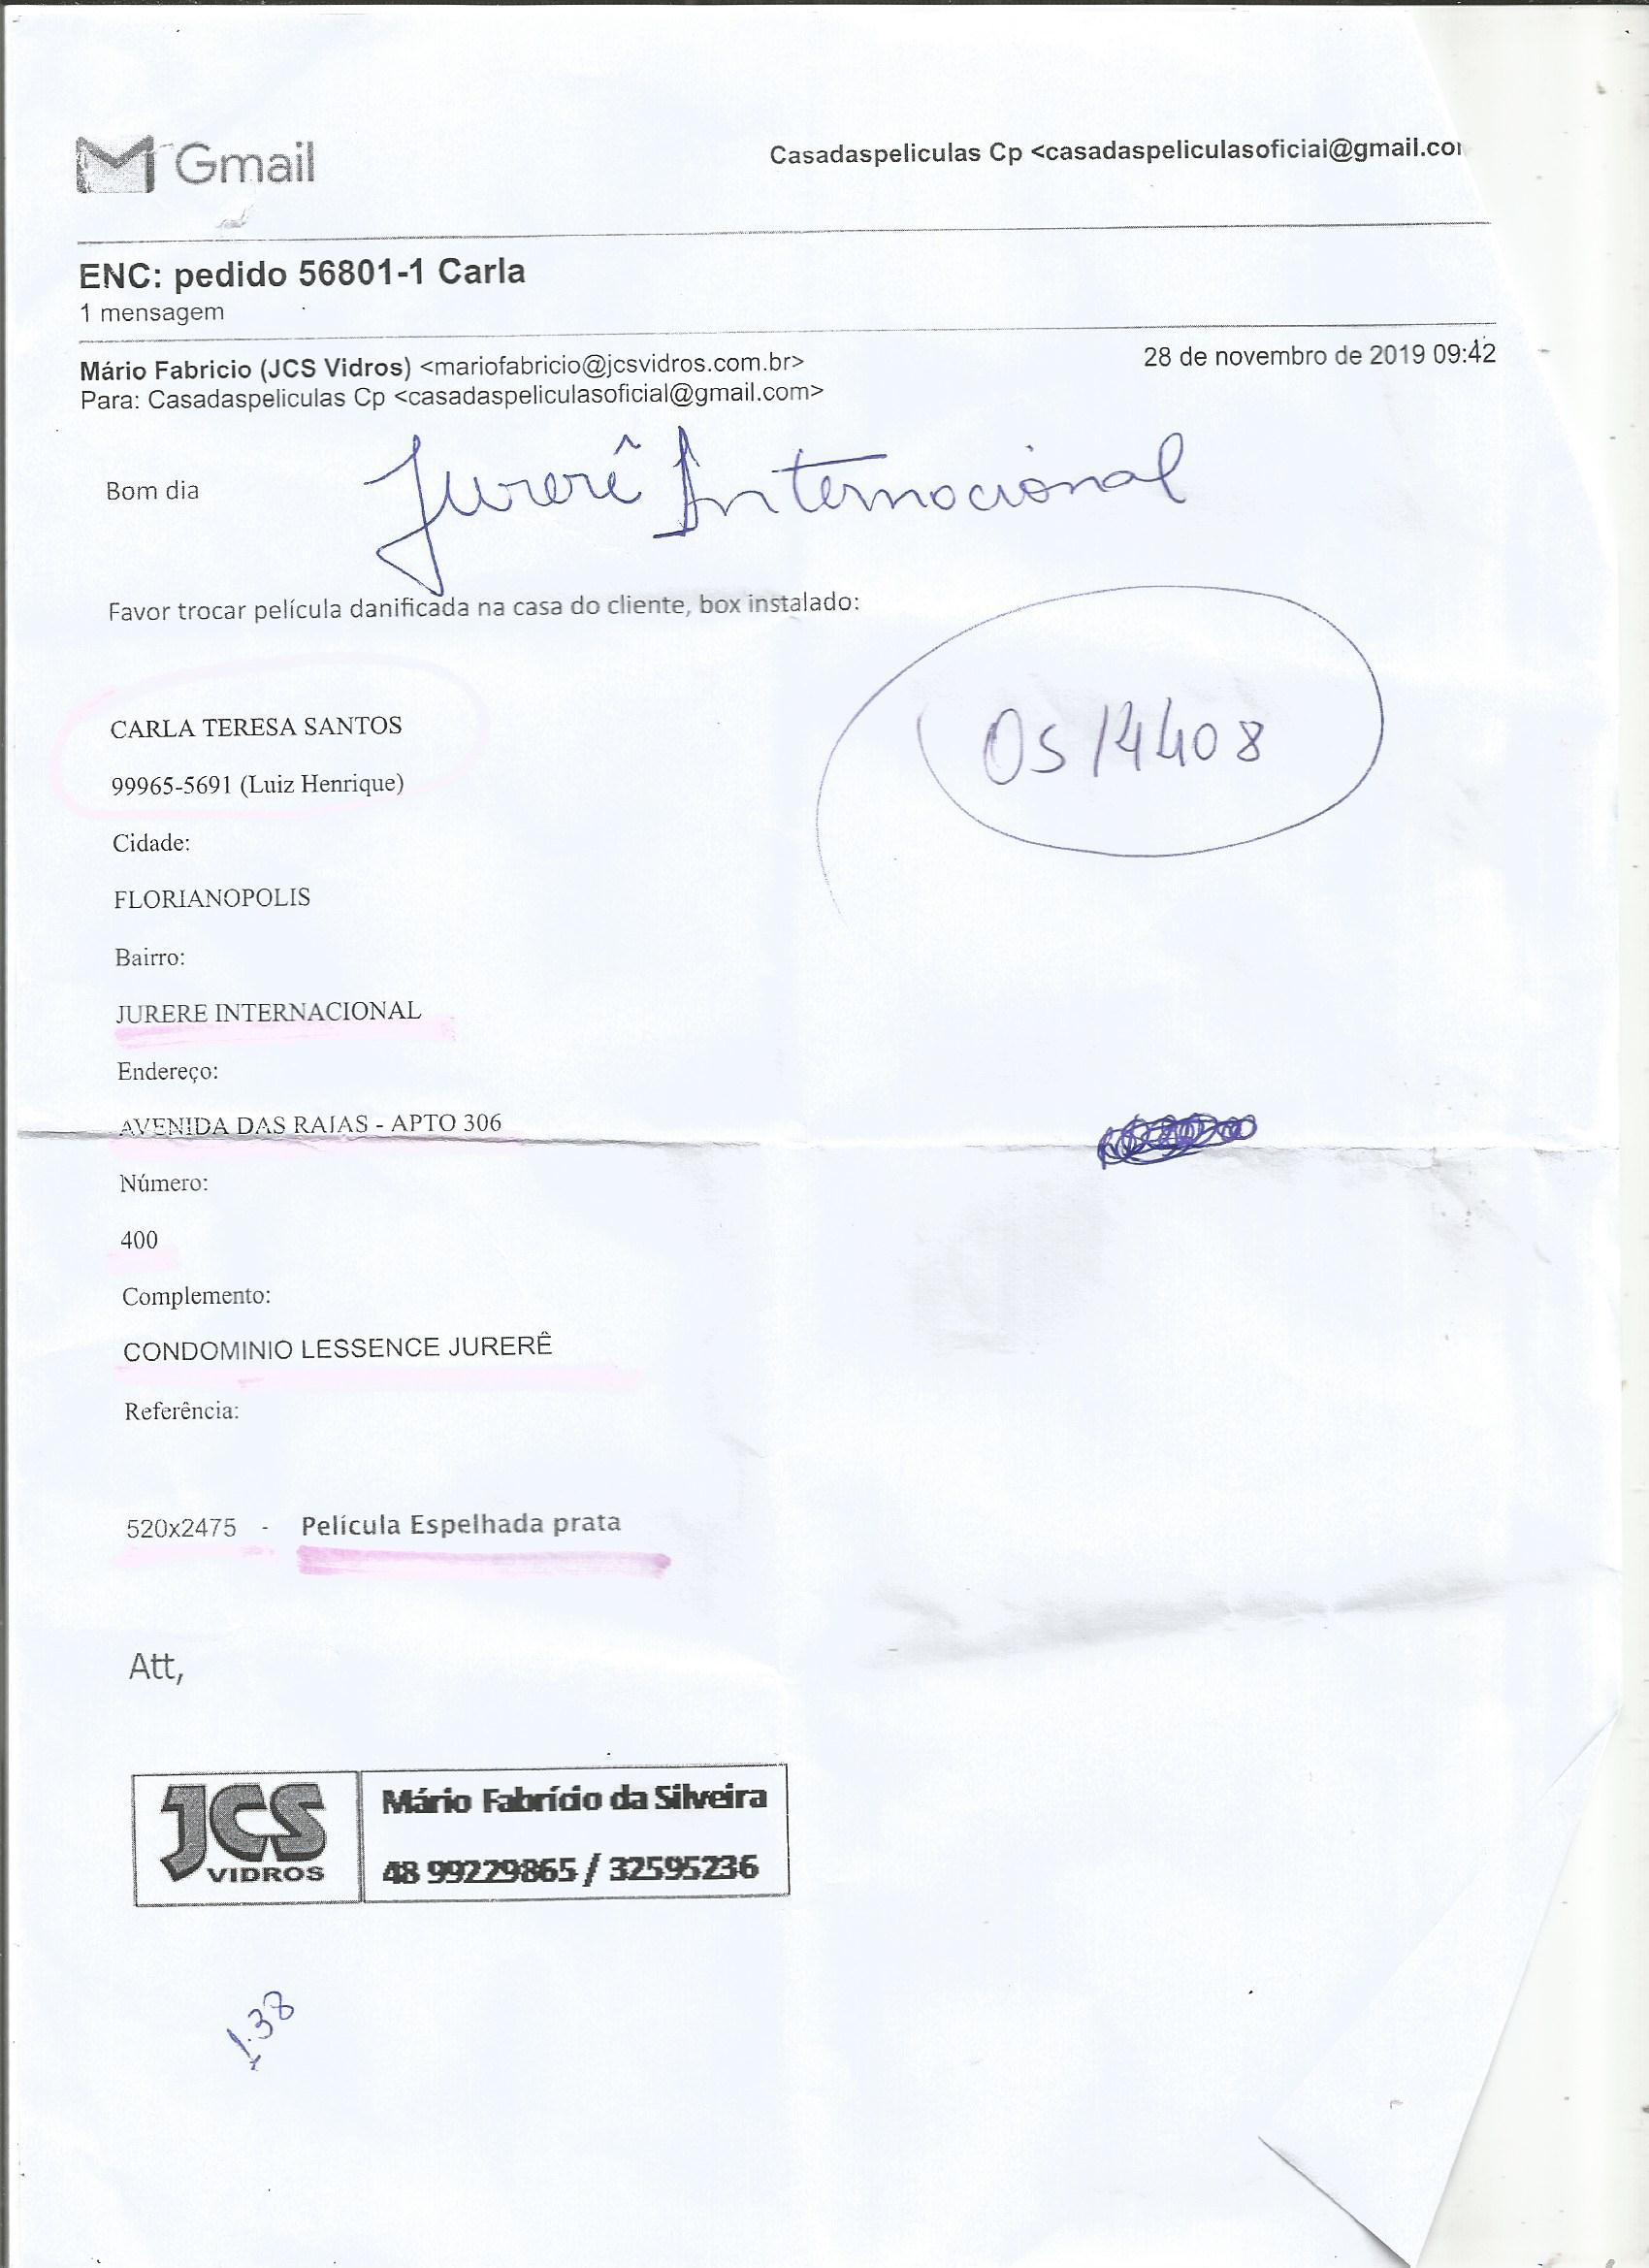 Gmail
Casadaspeliculas Cp <casadaspeliculasoficial@gmail.co
ENC: pedido 56801-1 Carla
1 mensagem
Mário Fabricio (JCS Vidros) <mariofabricio@jcsvidros.com.br>
28 de novembro de 2019 09:42
Para: Casadaspeliculas Cp <casadaspeliculasoficial@gmail.com>
Jurerê Internacional
Bom dia
Favor trocar película danificada na casa do cliente, box instalado:
CARLA TERESA SANTOS
OS 14408
99965-5691 (Luiz Henrique)
Cidade:
FLORIANOPOLIS
Bairro:
JURERE INTERNACIONAL
Endereço:
AVENIDA DAS RAIAS - APTO 306
Número:
400
Complemento:
CONDOMINIO LESSENCE JURERÊ
Referência:
520x2475 - Película Espelhada prata
Att,
JCS
VIDROS
Mário Fabrício da Silveira
48 99229865 / 32595236
1.38